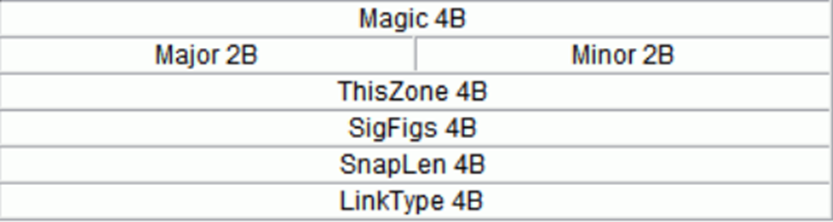 Magic 4B
Major 2B Minor 2B
ThisZone 4B
SigFigs 4B
SnapLen 4B
LinkType 4B